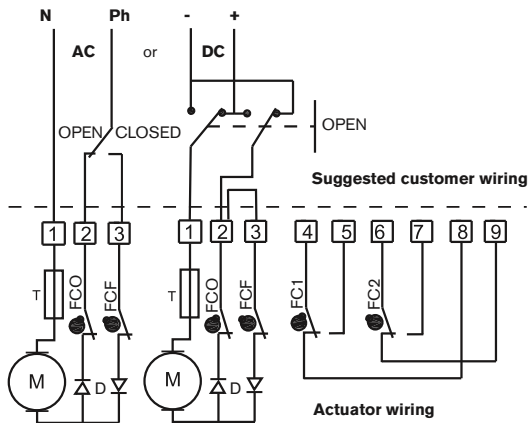 N Ph - +
AC or DC
OPEN CLOSED
OPEN
Suggested customer wiring
1 2 3 1 2 3 4 5 6 7 8 9
T FCO FCF T FCO FCF FC1 FC2
M D M D
Actuator wiring